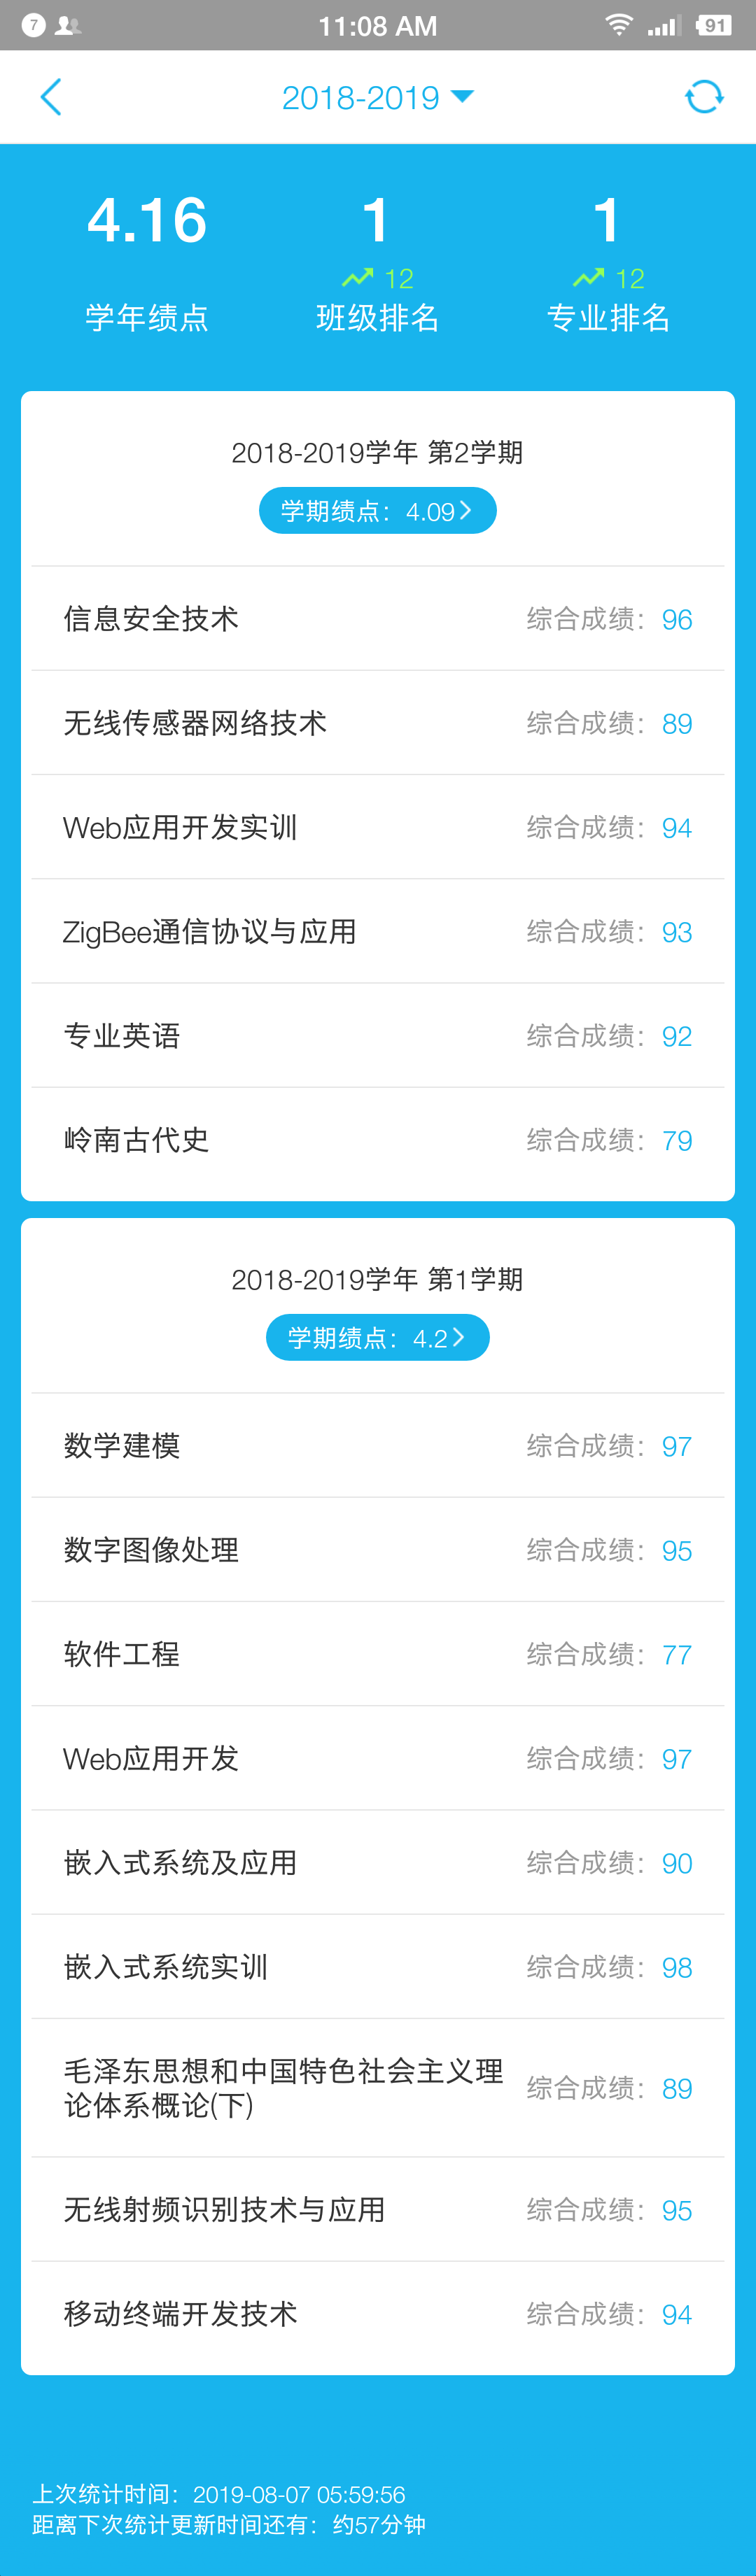 7
11:08 AM
91
2018-2019
4.16
1
1
12
12
学年绩点
班级排名
专业排名
2018-2019学年 第2学期
学期绩点：4.09
信息安全技术 综合成绩：96
无线传感器网络技术 综合成绩：89
Web应用开发实训 综合成绩：94
ZigBee通信协议与应用 综合成绩：93
专业英语 综合成绩：92
岭南古代史 综合成绩：79
2018-2019学年 第1学期
学期绩点：4.2
数学建模 综合成绩：97
数字图像处理 综合成绩：95
软件工程 综合成绩：77
Web应用开发 综合成绩：97
嵌入式系统及应用 综合成绩：90
嵌入式系统实训 综合成绩：98
毛泽东思想和中国特色社会主义理
论体系概论(下) 综合成绩：89
无线射频识别技术与应用 综合成绩：95
移动终端开发技术 综合成绩：94
上次统计时间：2019-08-07 05:59:56
距离下次统计更新时间还有：约57分钟